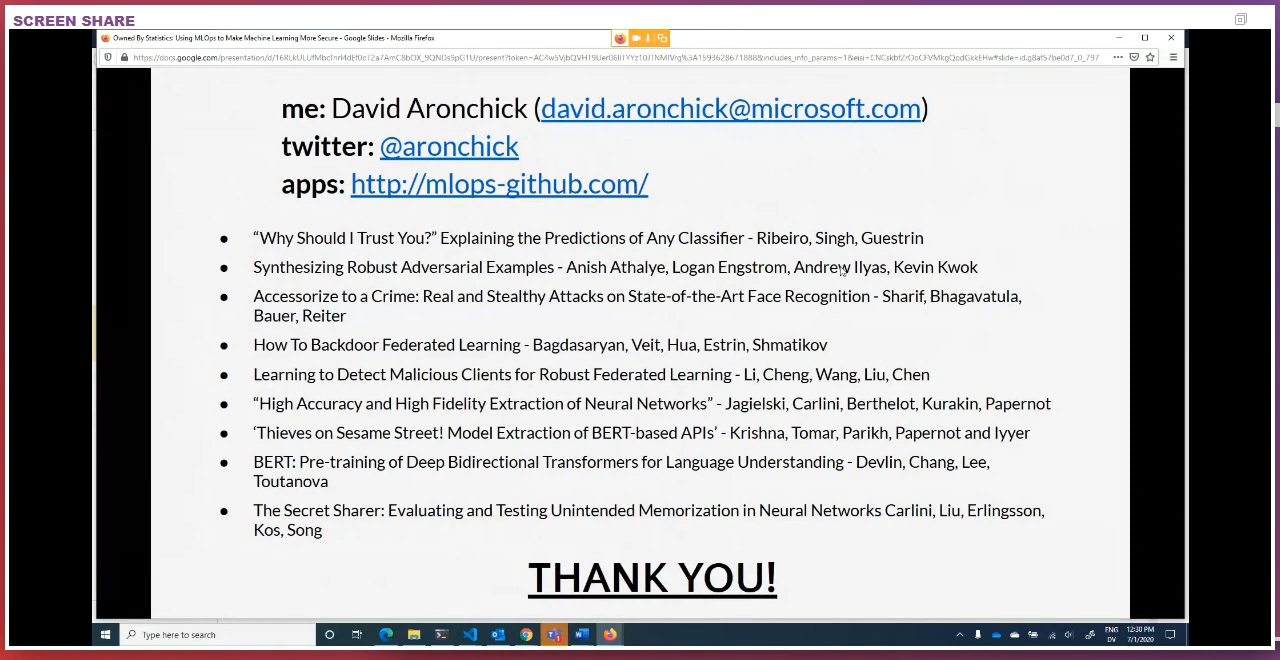 SCREEN SHARE
Owned By Statistics: Using MLOps to Make Machine Learning More Secure - Google Slides - Mozilla Firefox
me: David Aronchick (david.aronchick@microsoft.com)
twitter: @aronchick
apps: http://mlops-github.com/
● “Why Should I Trust You?” Explaining the Predictions of Any Classifier - Ribeiro, Singh, Guestrin
● Synthesizing Robust Adversarial Examples - Anish Athalye, Logan Engstrom, Andrew Ilyas, Kevin Kwok
● Accessorize to a Crime: Real and Stealthy Attacks on State-of-the-Art Face Recognition - Sharif, Bhagavatula,
Bauer, Reiter
● How To Backdoor Federated Learning - Bagdasaryan, Veit, Hua, Estrin, Shmatikov
● Learning to Detect Malicious Clients for Robust Federated Learning - Li, Cheng, Wang, Liu, Chen
● “High Accuracy and High Fidelity Extraction of Neural Networks” - Jagielski, Carlini, Berthelot, Kurakin, Papernot
● ‘Thieves on Sesame Street! Model Extraction of BERT-based APIs’ - Krishna, Tomar, Parikh, Papernot and Iyyer
● BERT: Pre-training of Deep Bidirectional Transformers for Language Understanding - Devlin, Chang, Lee,
Toutanova
● The Secret Sharer: Evaluating and Testing Unintended Memorization in Neural Networks Carlini, Liu, Erlingsson,
Kos, Song
THANK YOU!
Type here to search
ENG
DV
12:30 PM
7/1/2020